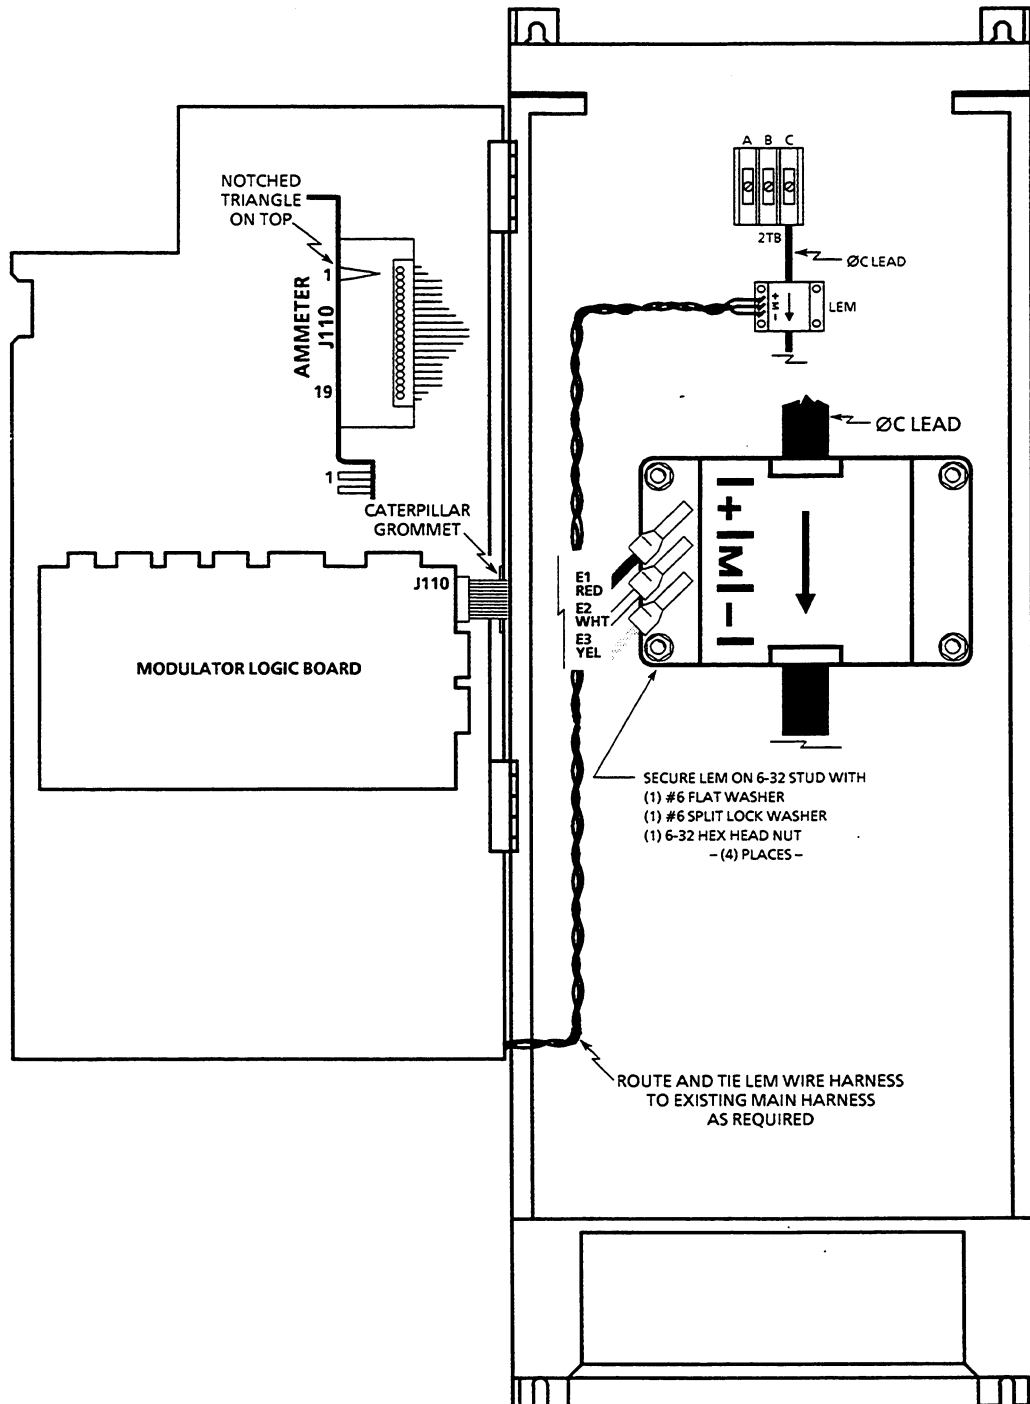 NOTCHED
TRIANGLE
ON TOP
1
AMMETER
J110
19
1
CATERPILLAR
GROMMET
J110
MODULATOR LOGIC BOARD
A B C
2TB
ØC LEAD
+ M -
LEM
ØC LEAD
E1
RED
E2
WHT
E3
YEL
+ M -
SECURE LEM ON 6-32 STUD WITH
(1) #6 FLAT WASHER
(1) #6 SPLIT LOCK WASHER
(1) 6-32 HEX HEAD NUT
– (4) PLACES –
ROUTE AND TIE LEM WIRE HARNESS
TO EXISTING MAIN HARNESS
AS REQUIRED